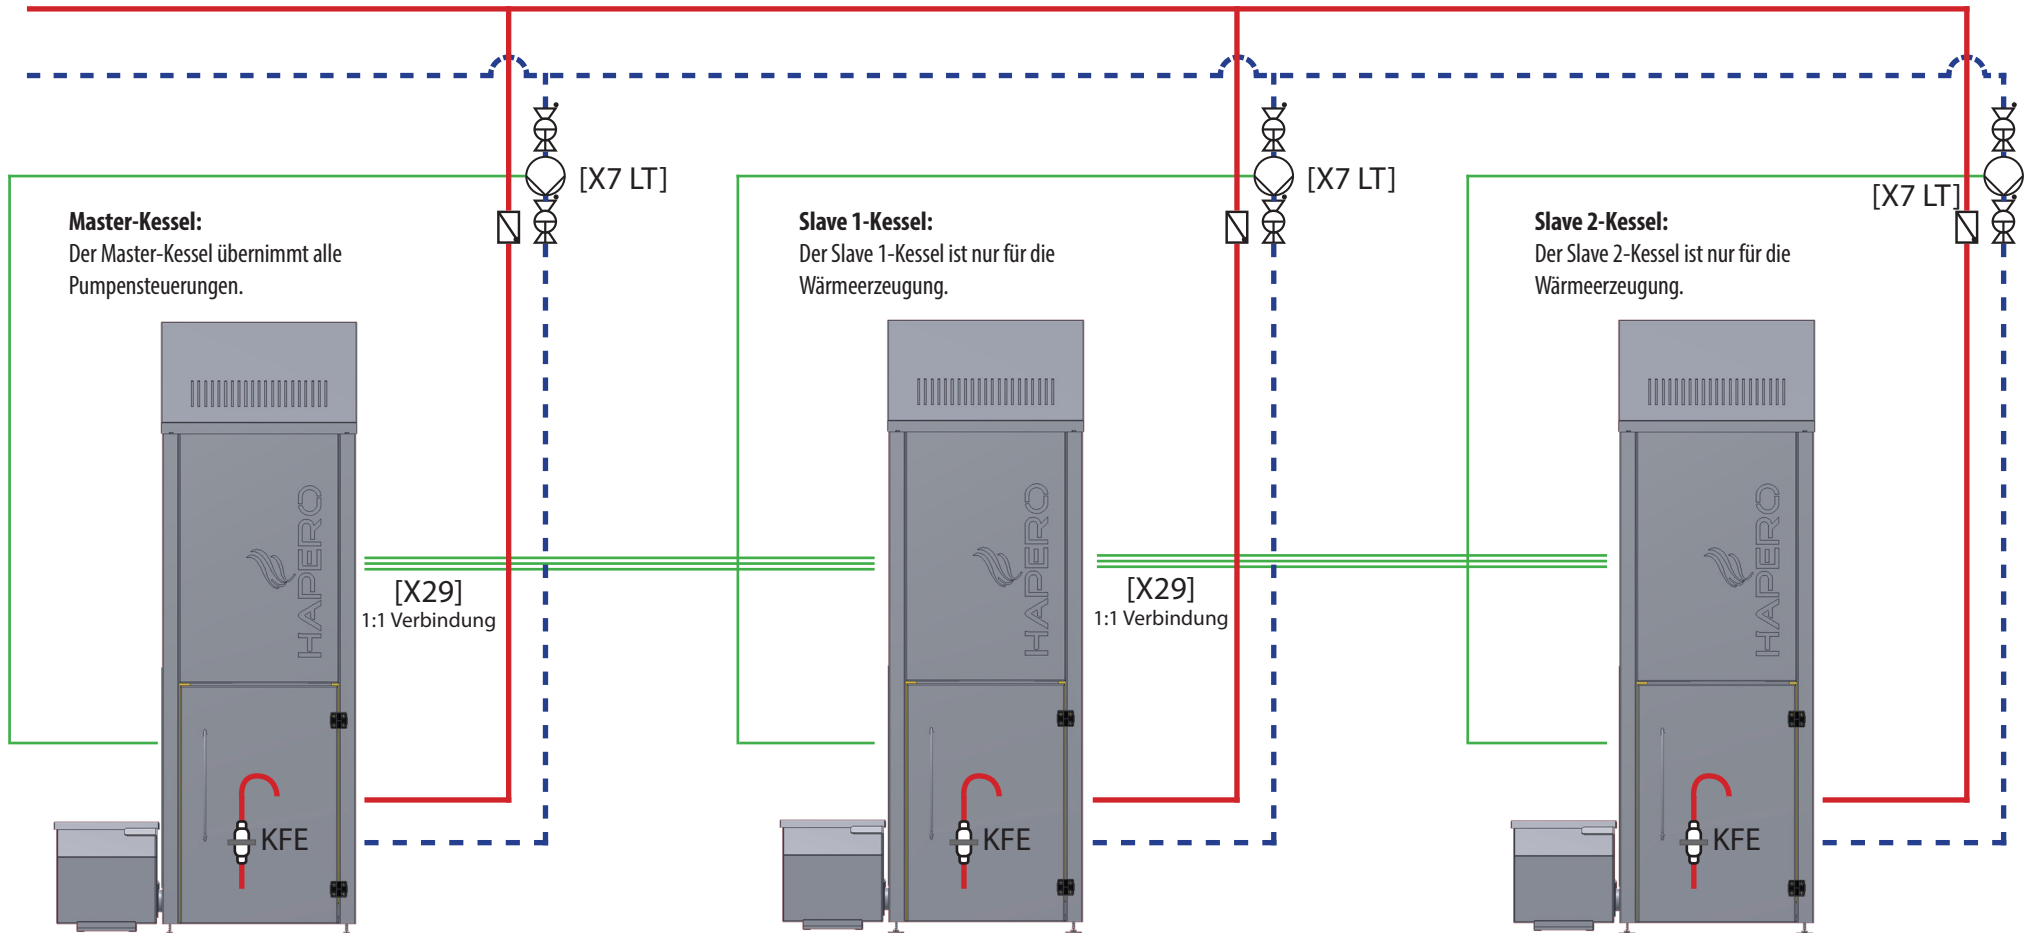 [X7 LT]
Master-Kessel:
Der Master-Kessel übernimmt alle
Pumpensteuerungen.
HAPERO
[X29]
1:1 Verbindung
KFE
[X7 LT]
Slave 1-Kessel:
Der Slave 1-Kessel ist nur für die
Wärmeerzeugung.
HAPERO
[X29]
1:1 Verbindung
KFE
[X7 LT]
Slave 2-Kessel:
Der Slave 2-Kessel ist nur für die
Wärmeerzeugung.
HAPERO
KFE